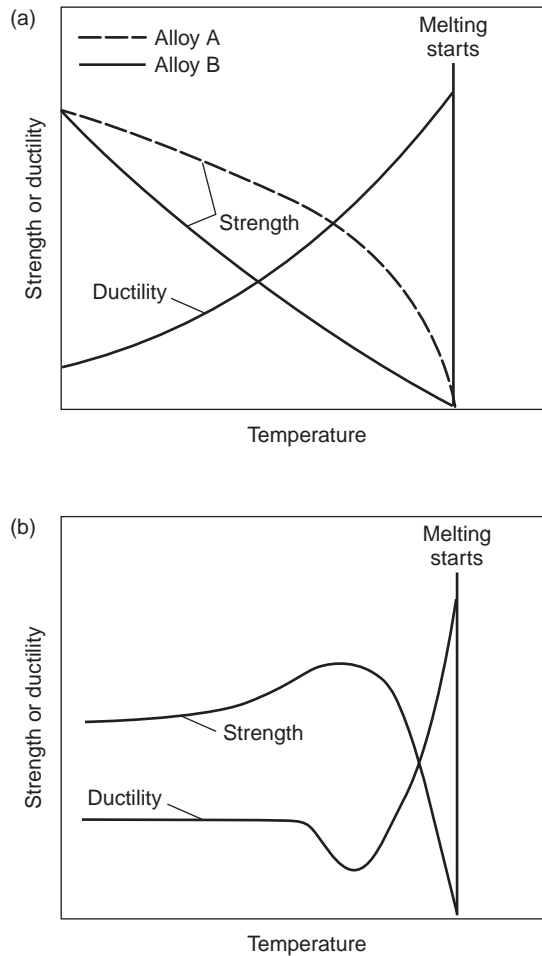 (a)
Alloy A
Alloy B
Melting
starts
Strength
Ductility
Strength or ductility
Temperature
(b)
Melting
starts
Strength
Ductility
Strength or ductility
Temperature